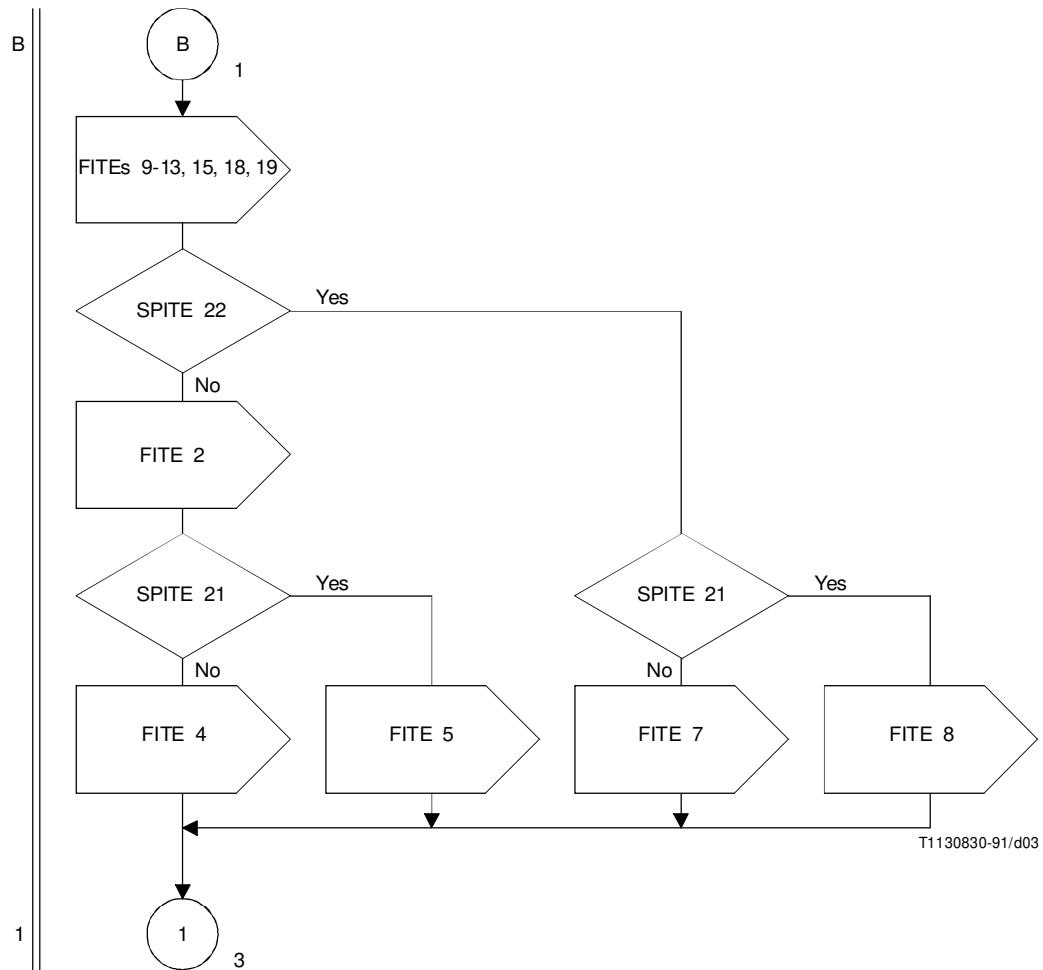 B
B
1
FITEs 9-13, 15, 18, 19
SPITE 22
Yes
No
FITE 2
SPITE 21
Yes
SPITE 21
Yes
No
No
FITE 4
FITE 5
FITE 7
FITE 8
T1130830-91/d03
1
1
3